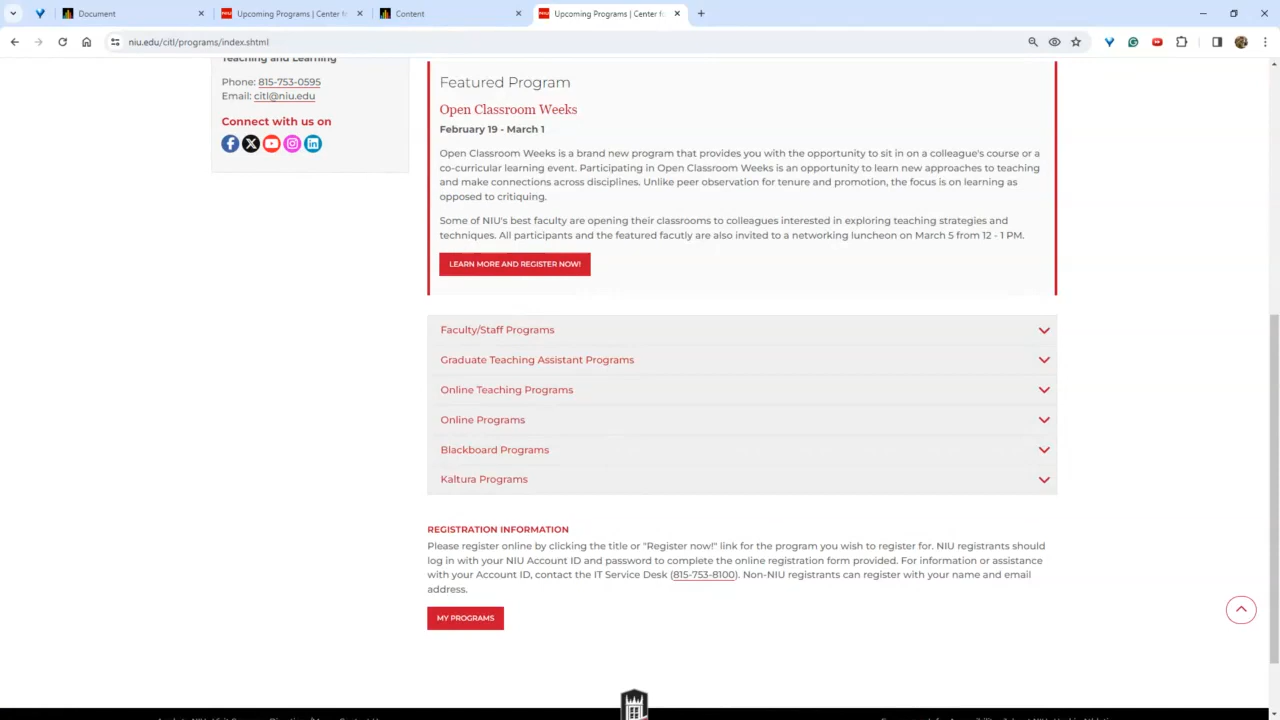 Document
Upcoming Programs | Center fo
Content
Upcoming Programs | Center fo
niu.edu/citl/programs/index.shtml
Teaching and Learning
Phone: 815-753-0595
Email: citl@niu.edu
Connect with us on
Featured Program
Open Classroom Weeks
February 19 - March 1
Open Classroom Weeks is a brand new program that provides you with the opportunity to sit in on a colleague's course or a
co-curricular learning event. Participating in Open Classroom Weeks is an opportunity to learn new approaches to teaching
and make connections across disciplines. Unlike peer observation for tenure and promotion, the focus is on learning as
opposed to critiquing.
Some of NIU's best faculty are opening their classrooms to colleagues interested in exploring teaching strategies and
techniques. All participants and the featured facutly are also invited to a networking luncheon on March 5 from 12 - 1 PM.
LEARN MORE AND REGISTER NOW!
Faculty/Staff Programs
Graduate Teaching Assistant Programs
Online Teaching Programs
Online Programs
Blackboard Programs
Kaltura Programs
REGISTRATION INFORMATION
Please register online by clicking the title or "Register now!" link for the program you wish to register for. NIU registrants should
log in with your NIU Account ID and password to complete the online registration form provided. For information or assistance
with your Account ID, contact the IT Service Desk (815-753-8100). Non-NIU registrants can register with your name and email
address.
MY PROGRAMS